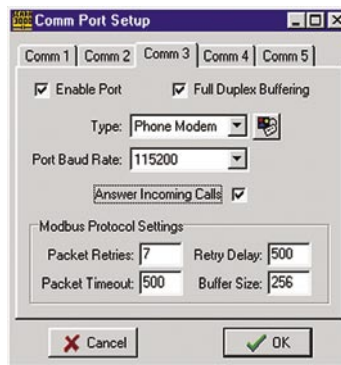 Comm Port Setup
Comm 1 Comm 2 Comm 3 Comm 4 Comm 5
Enable Port Full Duplex Buffering
Type: Phone Modem
Port Baud Rate: 115200
Answer Incoming Calls
Modbus Protocol Settings
Packet Retries: 7 Retry Delay: 500
Packet Timeout: 500 Buffer Size: 256
Cancel OK